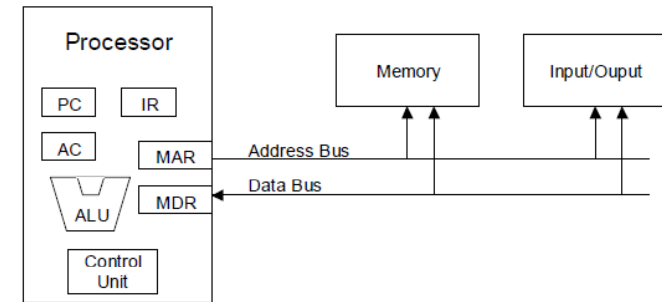 Processor
PC
IR
AC
MAR
MDR
ALU
Control
Unit
Memory
Input/Ouput
Address Bus
Data Bus